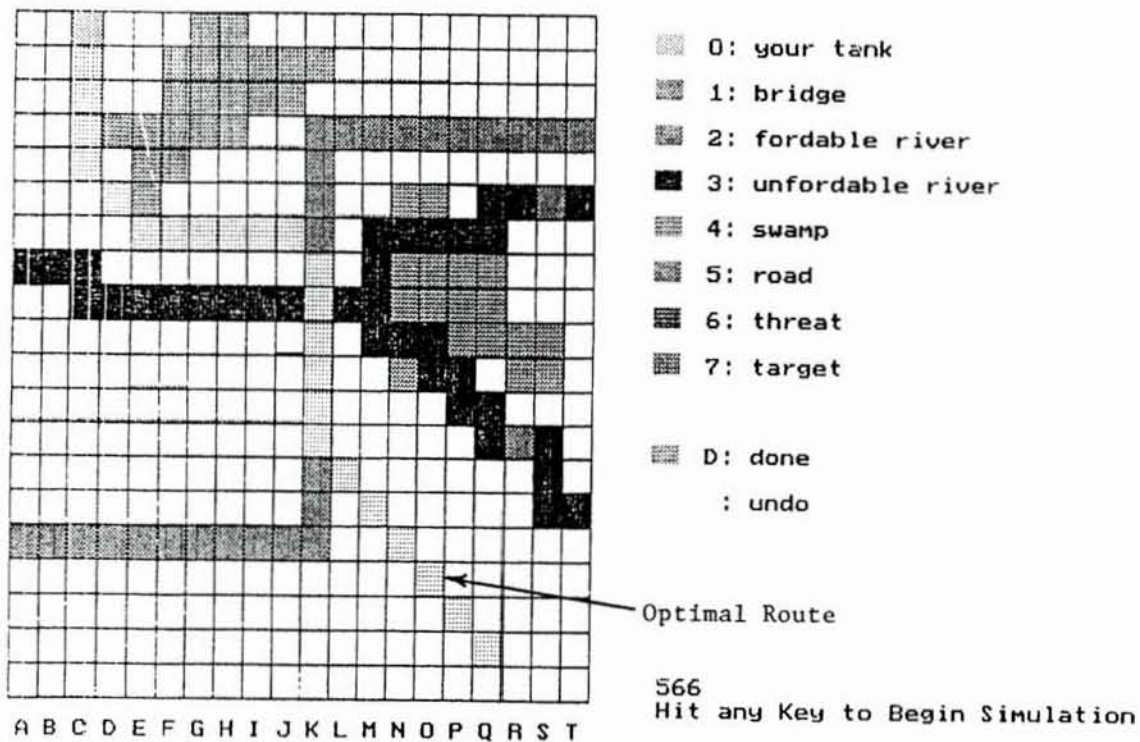 0: your tank
1: bridge
2: fordable river
3: unfordable river
4: swamp
5: road
6: threat
7: target
D: done
: undo
Optimal Route
566
Hit any Key to Begin Simulation
A B C D E F G H I J K L M N O P Q R S T